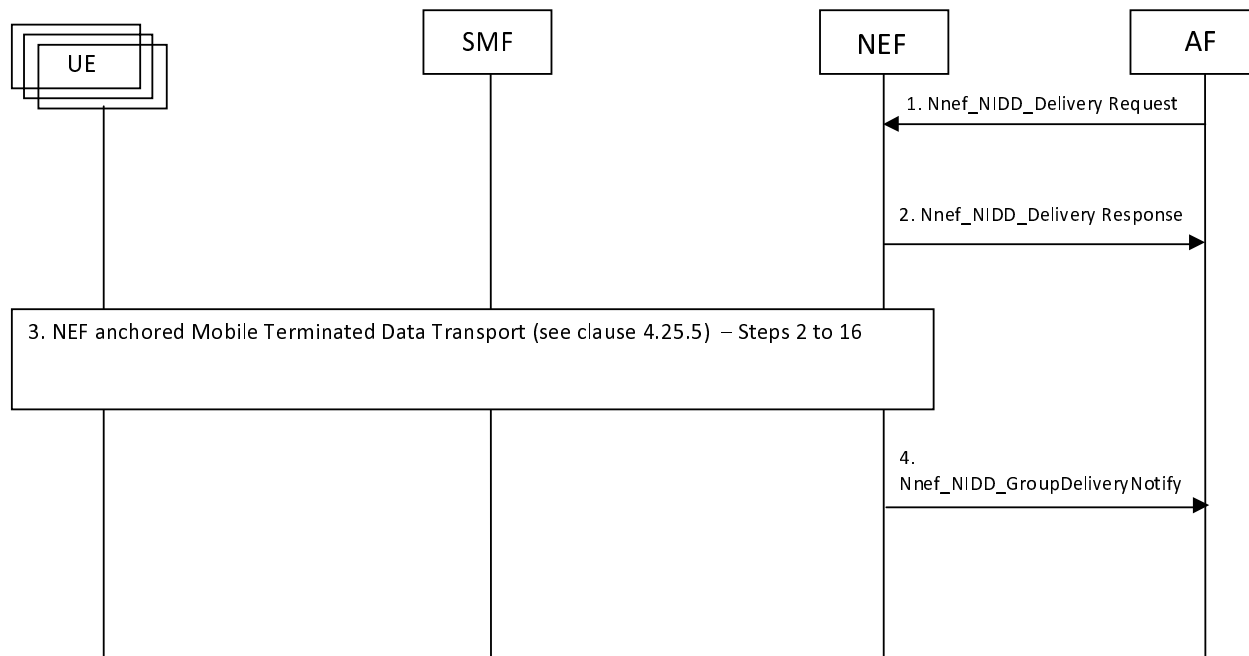 UE
SMF
NEF
AF
1. Nnef_NIDD_Delivery Request
2. Nnef_NIDD_Delivery Response
3. NEF anchored Mobile Terminated Data Transport (see clause 4.25.5) – Steps 2 to 16
4.
Nnef_NIDD_GroupDeliveryNotify